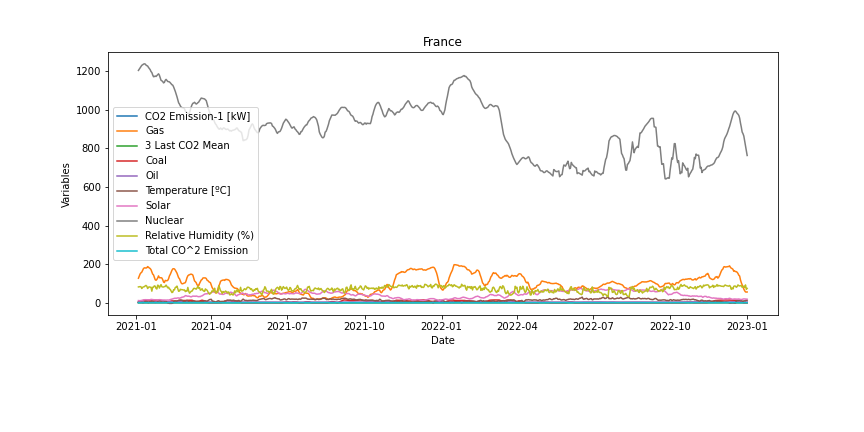 France
1200
1000
800
600
400
200
0
Variables
CO2 Emission-1 [kW]
Gas
3 Last CO2 Mean
Coal
Oil
Temperature [ºC]
Solar
Nuclear
Relative Humidity (%)
Total CO^2 Emission
2021-01 2021-04 2021-07 2021-10 2022-01 2022-04 2022-07 2022-10 2023-01
Date